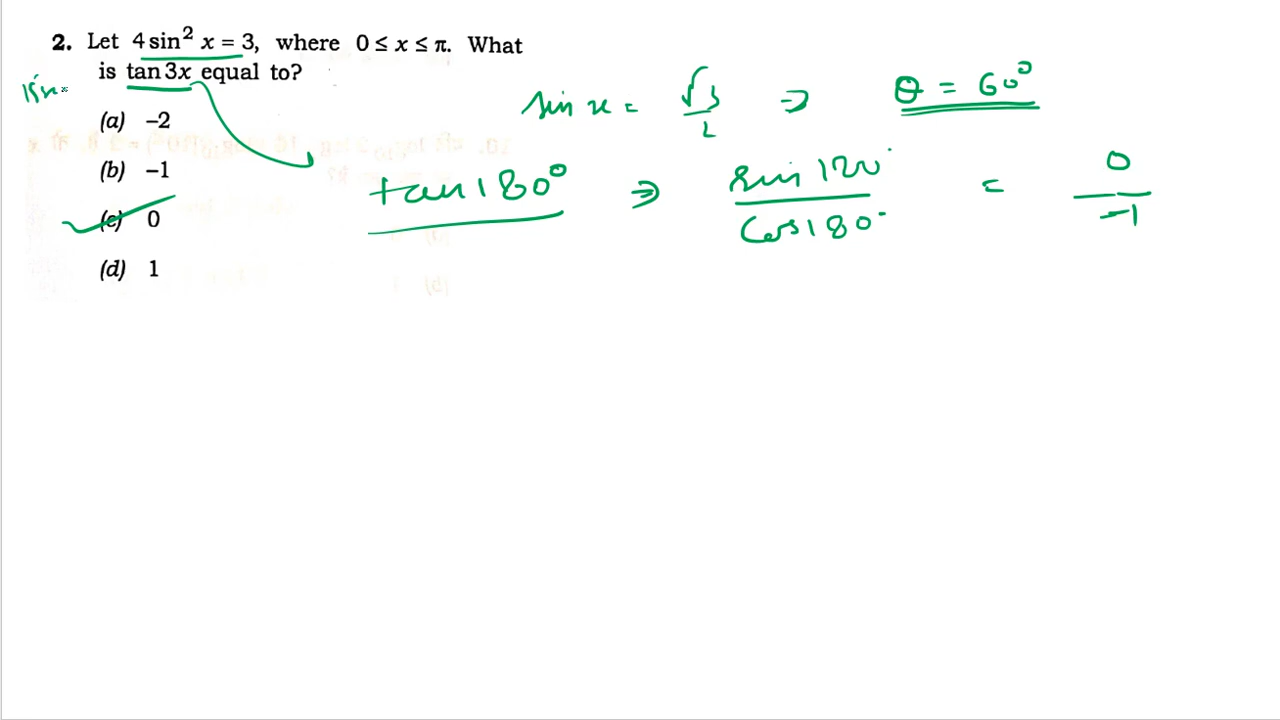 2. Let 4 sin² x = 3, where 0 ≤ x ≤ π. What
is tan 3x equal to?
(a) −2
(b) −1
(c) 0
(d) 1
sin x = √3/2 ⇒ θ = 60°
tan 180° ⇒ sin 180° / cos 180° = 0/−1